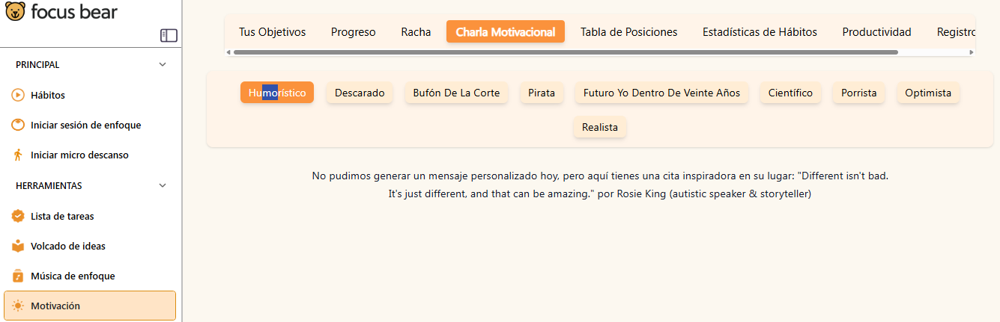 focus bear
PRINCIPAL
Hábitos
Iniciar sesión de enfoque
Iniciar micro descanso
HERRAMIENTAS
Lista de tareas
Volcado de ideas
Música de enfoque
Motivación
Tus Objetivos Progreso Racha Charla Motivacional Tabla de Posiciones Estadísticas de Hábitos Productividad Registro
Humorístico Descarado Bufón De La Corte Pirata Futuro Yo Dentro De Veinte Años Científico Porrista Optimista
Realista
No pudimos generar un mensaje personalizado hoy, pero aquí tienes una cita inspiradora en su lugar: "Different isn't bad.
It's just different, and that can be amazing." por Rosie King (autistic speaker & storyteller)